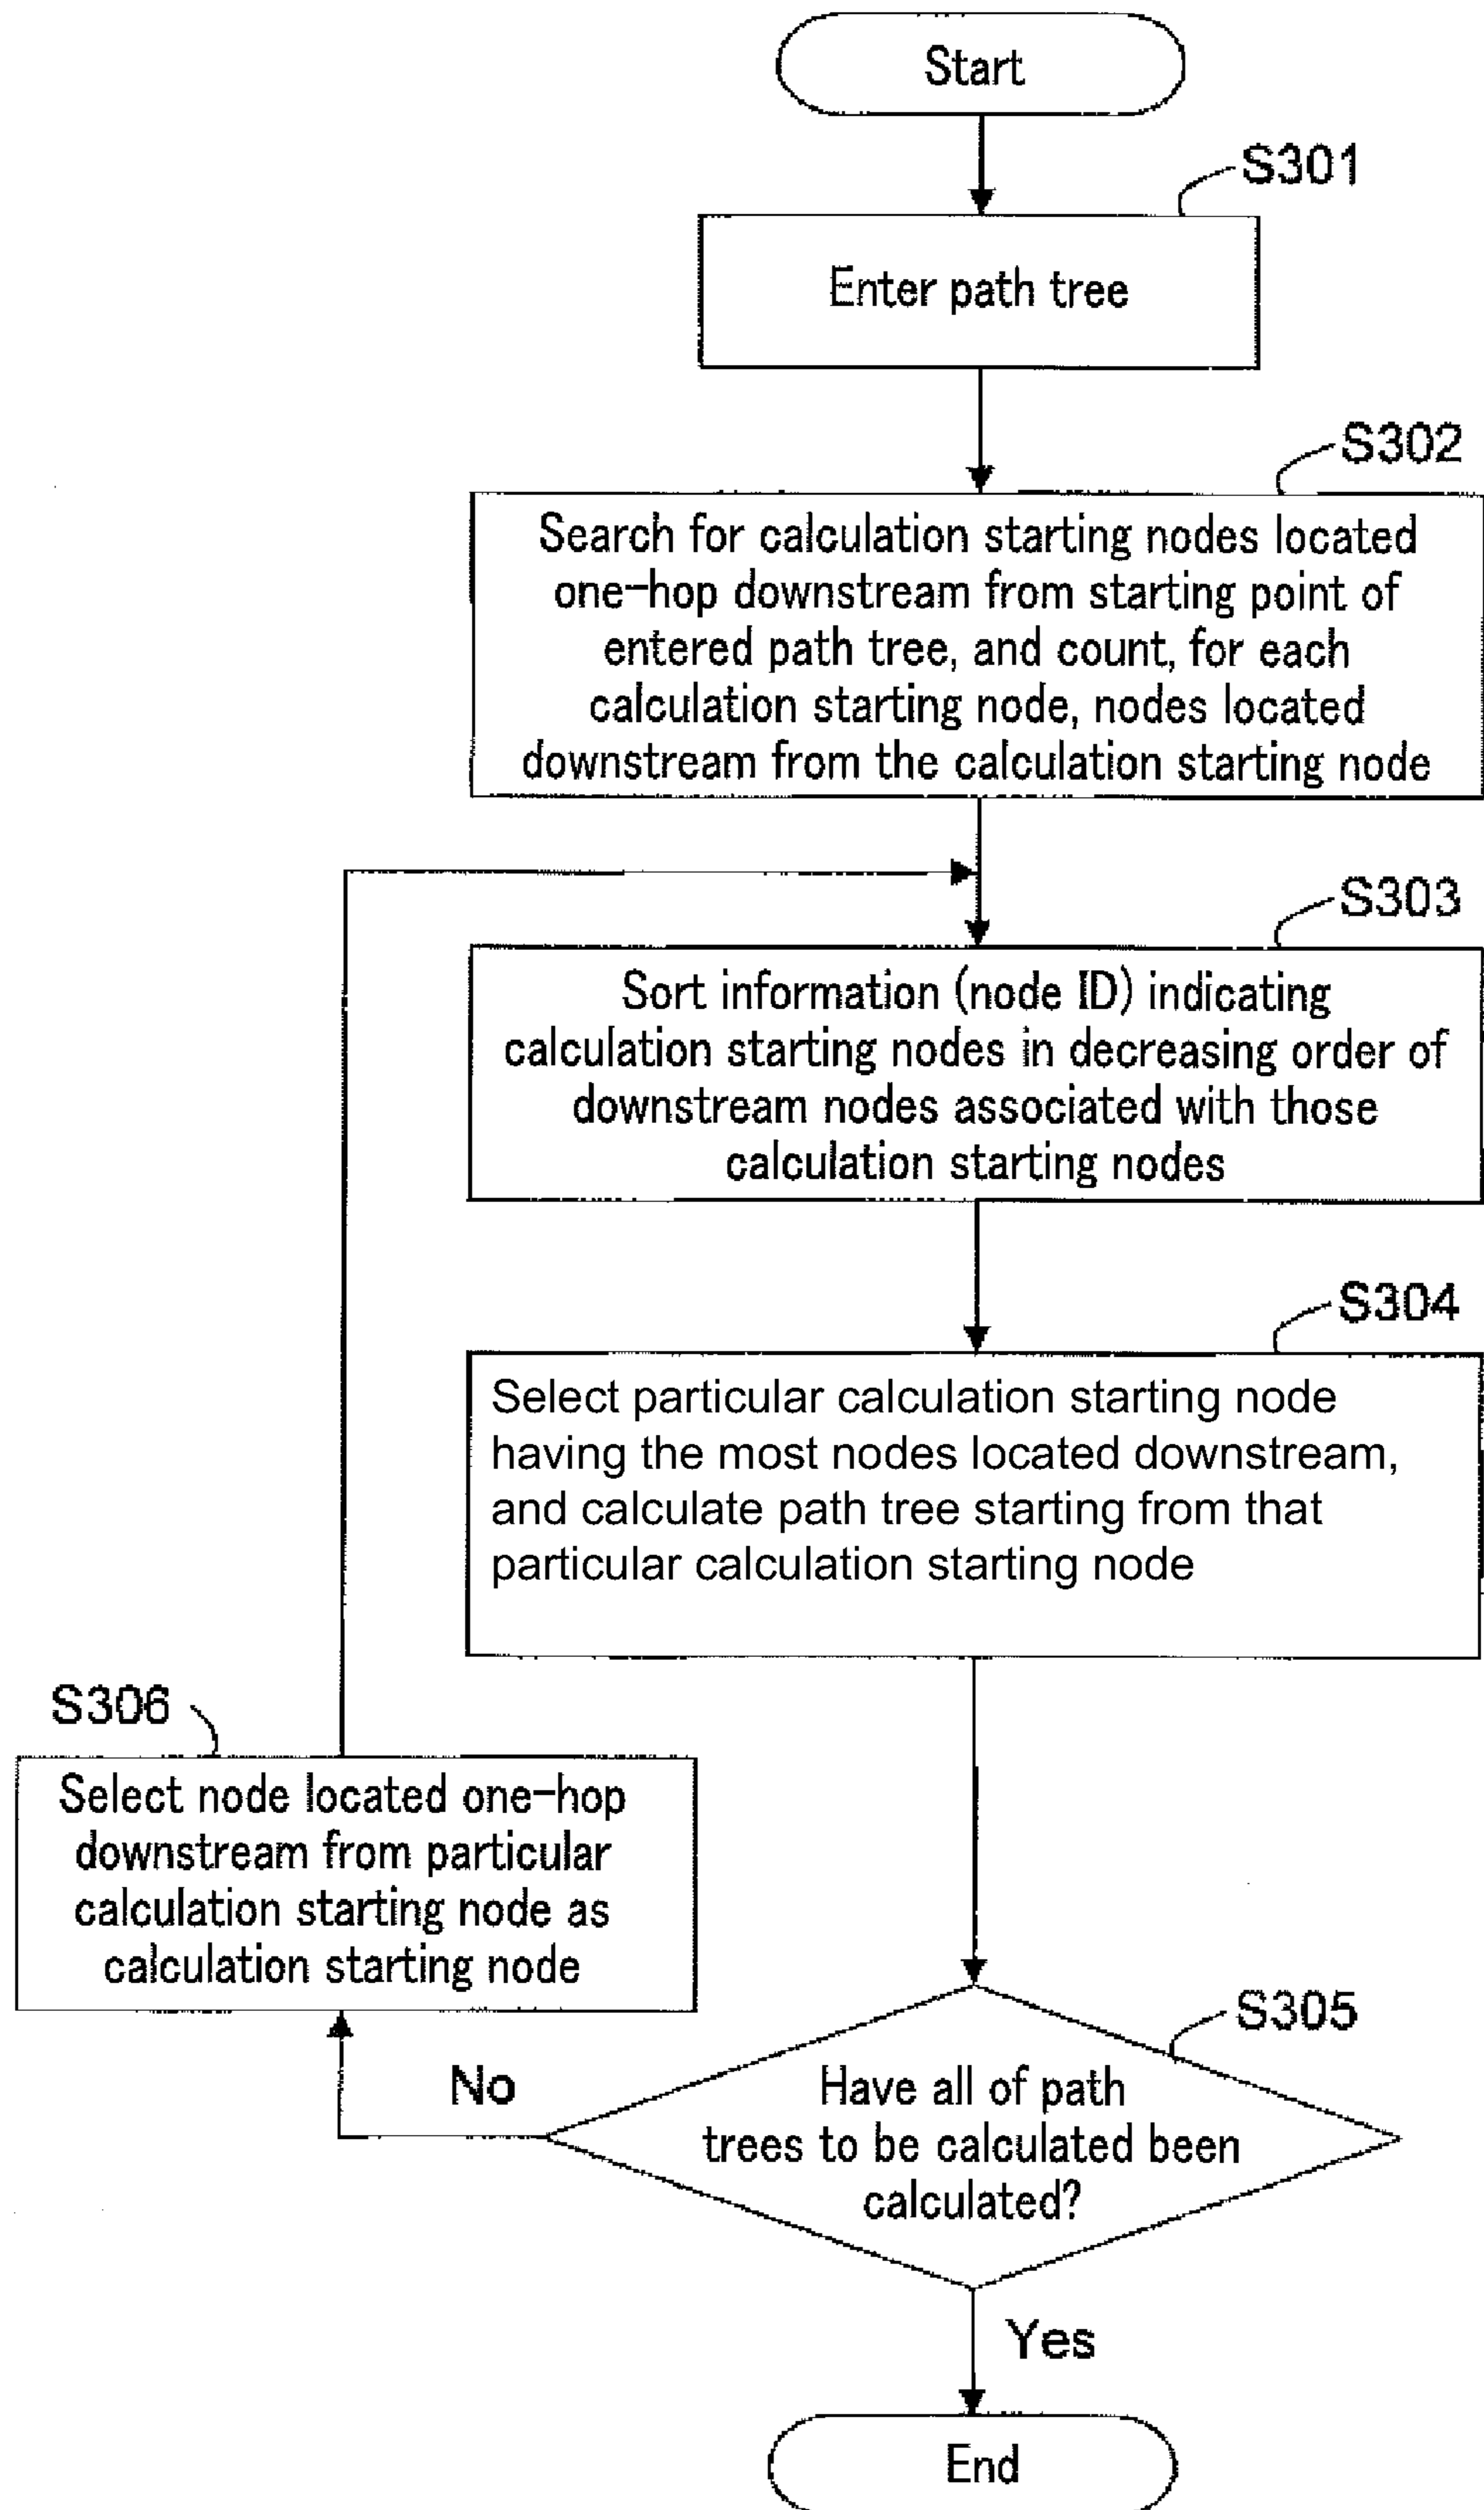 Start
S301
Enter path tree
S302
Search for calculation starting nodes located
one-hop downstream from starting point of
entered path tree, and count, for each
calculation starting node, nodes located
downstream from the calculation starting node
S303
Sort information (node ID) indicating
calculation starting nodes in decreasing order of
downstream nodes associated with those
calculation starting nodes
S304
Select particular calculation starting node
having the most nodes located downstream,
and calculate path tree starting from that
particular calculation starting node
S306
Select node located one-hop
downstream from particular
calculation starting node as
calculation starting node
S305
Have all of path
trees to be calculated been
calculated?
No
Yes
End